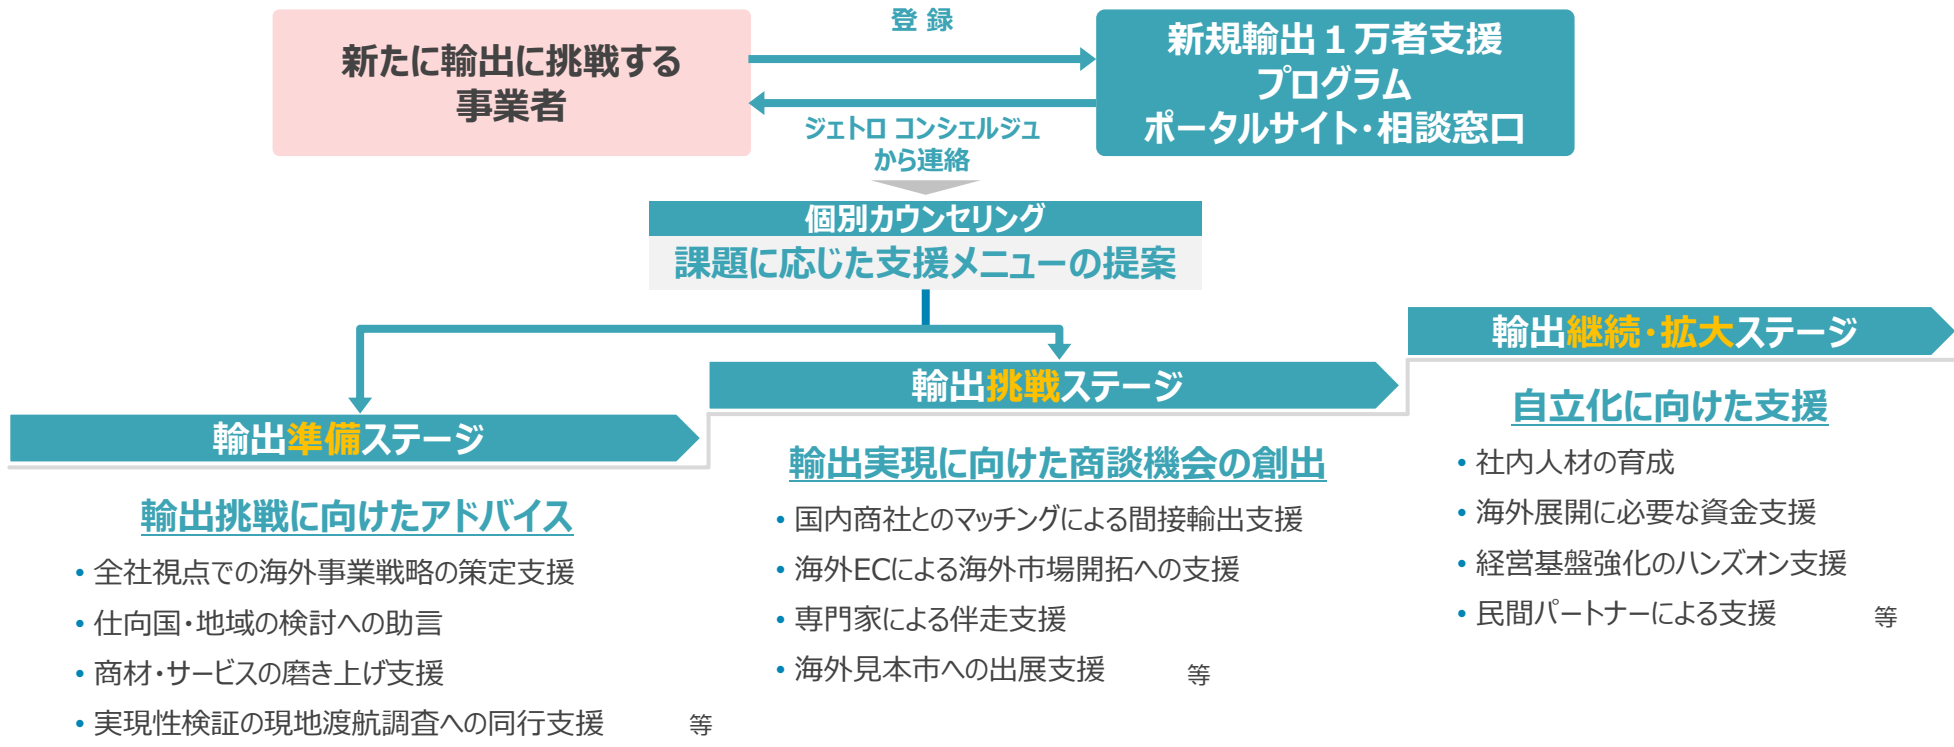 新たに輸出に挑戦する
事業者
登 録
新規輸出1万者支援
プログラム
ポータルサイト・相談窓口
ジェトロ コンシェルジュ
から連絡
個別カウンセリング
課題に応じた支援メニューの提案
輸出準備ステージ
輸出挑戦に向けたアドバイス
• 全社視点での海外事業戦略の策定支援
• 仕向国・地域の検討への助言
• 商材・サービスの磨き上げ支援
• 実現性検証の現地渡航調査への同行支援 等
輸出挑戦ステージ
輸出実現に向けた商談機会の創出
• 国内商社とのマッチングによる間接輸出支援
• 海外ECによる海外市場開拓への支援
• 専門家による伴走支援
• 海外見本市への出展支援 等
輸出継続・拡大ステージ
自立化に向けた支援
• 社内人材の育成
• 海外展開に必要な資金支援
• 経営基盤強化のハンズオン支援
• 民間パートナーによる支援 等